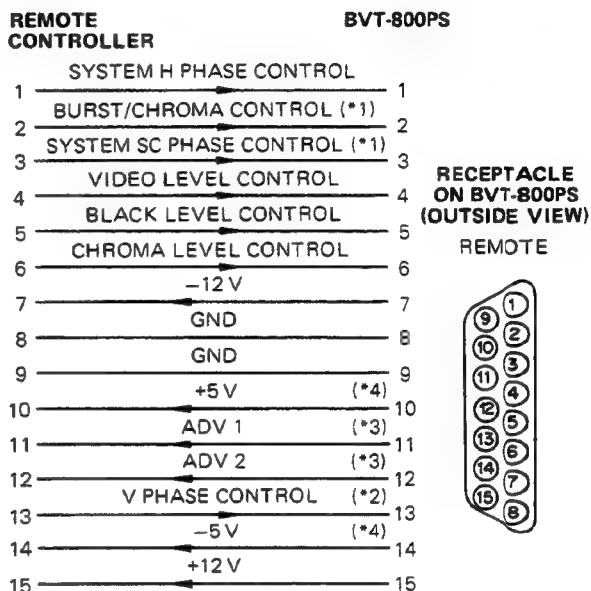 REMOTE CONTROLLER
BVT-800PS
SYSTEM H PHASE CONTROL
1 1
BURST/CHROMA CONTROL (*1)
2 2
SYSTEM SC PHASE CONTROL (*1)
3 3
VIDEO LEVEL CONTROL
4 4
BLACK LEVEL CONTROL
5 5
CHROMA LEVEL CONTROL
6 6
−12 V
7 7
GND
8 8
GND
9 9
+5 V (*4)
10 10
ADV 1 (*3)
11 11
ADV 2 (*3)
12 12
V PHASE CONTROL (*2)
13 13
−5 V (*4)
14 14
+12 V
15 15
RECEPTACLE
ON BVT-800PS
(OUTSIDE VIEW)
REMOTE
1
9
2
10
3
11
4
12
5
13
6
14
7
15
8